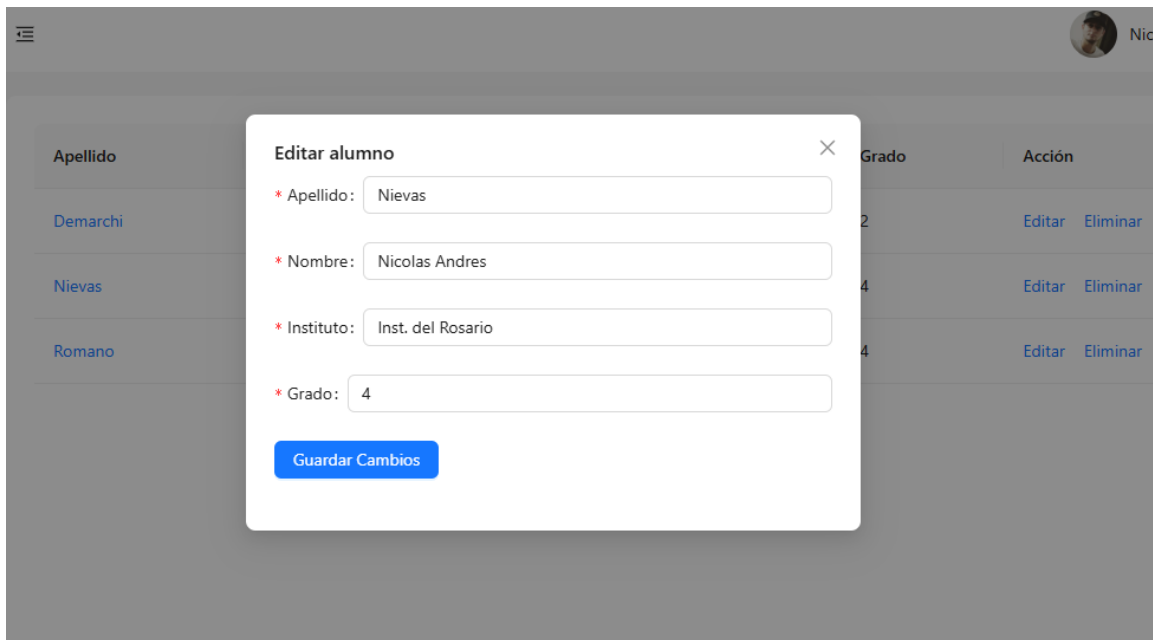 Nic
Apellido
Grado
Acción
Demarchi
2
Editar Eliminar
Nievas
4
Editar Eliminar
Romano
4
Editar Eliminar
Editar alumno
* Apellido: Nievas
* Nombre: Nicolas Andres
* Instituto: Inst. del Rosario
* Grado: 4
Guardar Cambios